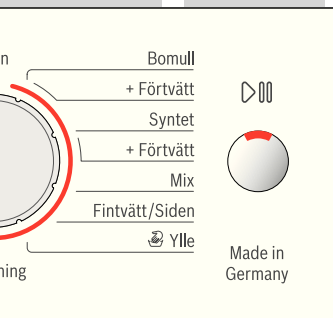 Bomull
+ Förtvätt
Syntet
+ Förtvätt
Mix
Fintvätt/Siden
Ylle
Made in
Germany